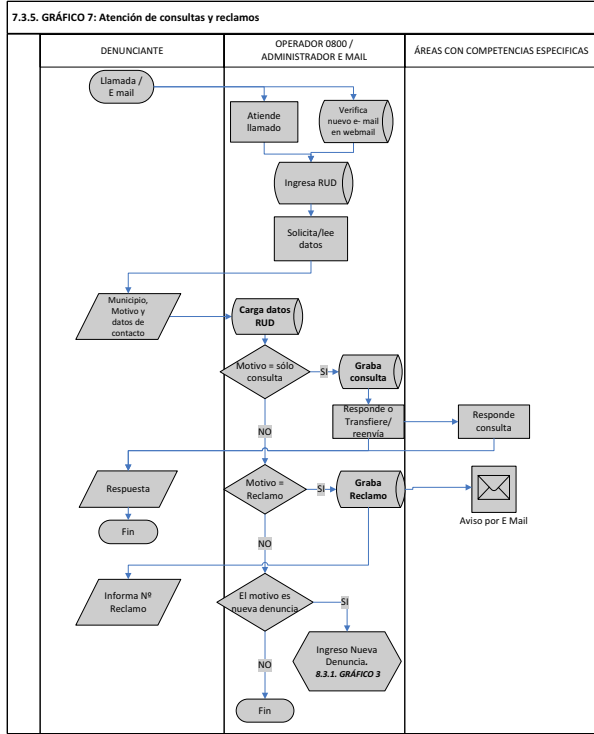 7.3.5. GRÁFICO 7: Atención de consultas y reclamos
DENUNCIANTE
OPERADOR 0800 /
ADMINISTRADOR E MAIL
ÁREAS CON COMPETENCIAS ESPECIFICAS
Llamada /
E mail
Atiende
llamado
Verifica
nuevo e- mail
en webmail
Ingresa RUD
Solicita/lee
datos
Municipio,
Motivo y
datos de
contacto
Carga datos
RUD
Motivo = sólo
consulta
SI
Graba
consulta
Responde o
Transfiere/
reenvía
Responde
consulta
NO
Respuesta
Motivo =
Reclamo
SI
Graba
Reclamo
Aviso por E Mail
Fin
NO
Informa Nº
Reclamo
El motivo es
nueva denuncia
SI
Ingreso Nueva
Denuncia.
8.3.1. GRÁFICO 3
NO
Fin